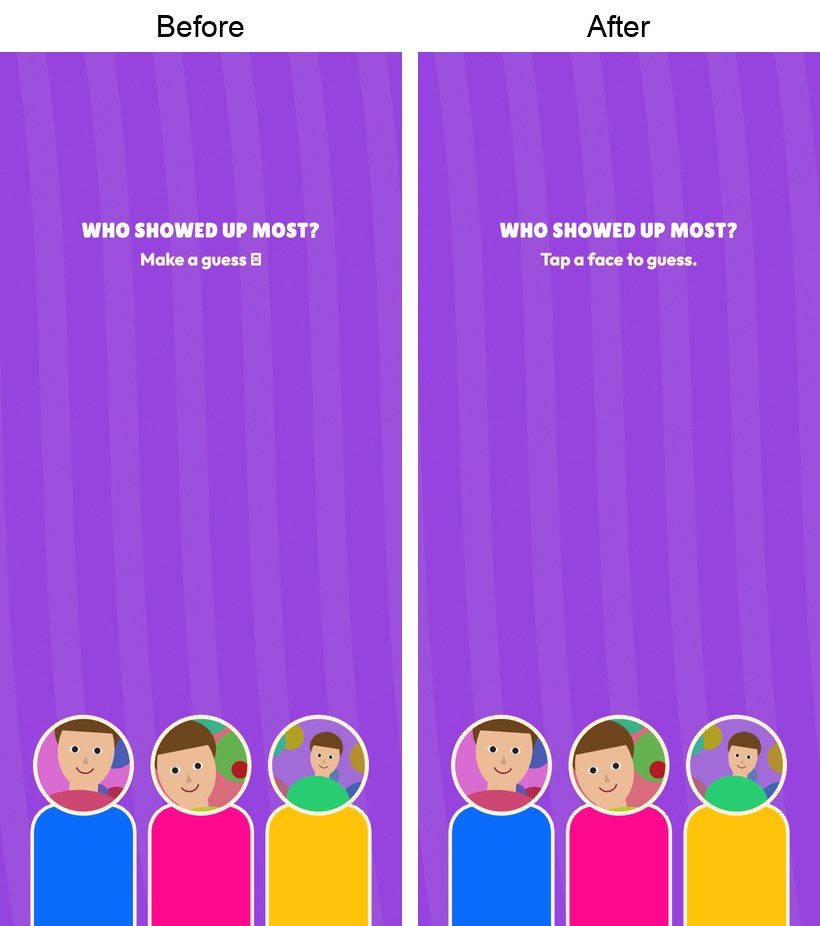 Before
After
WHO SHOWED UP MOST?
Make a guess
WHO SHOWED UP MOST?
Tap a face to guess.